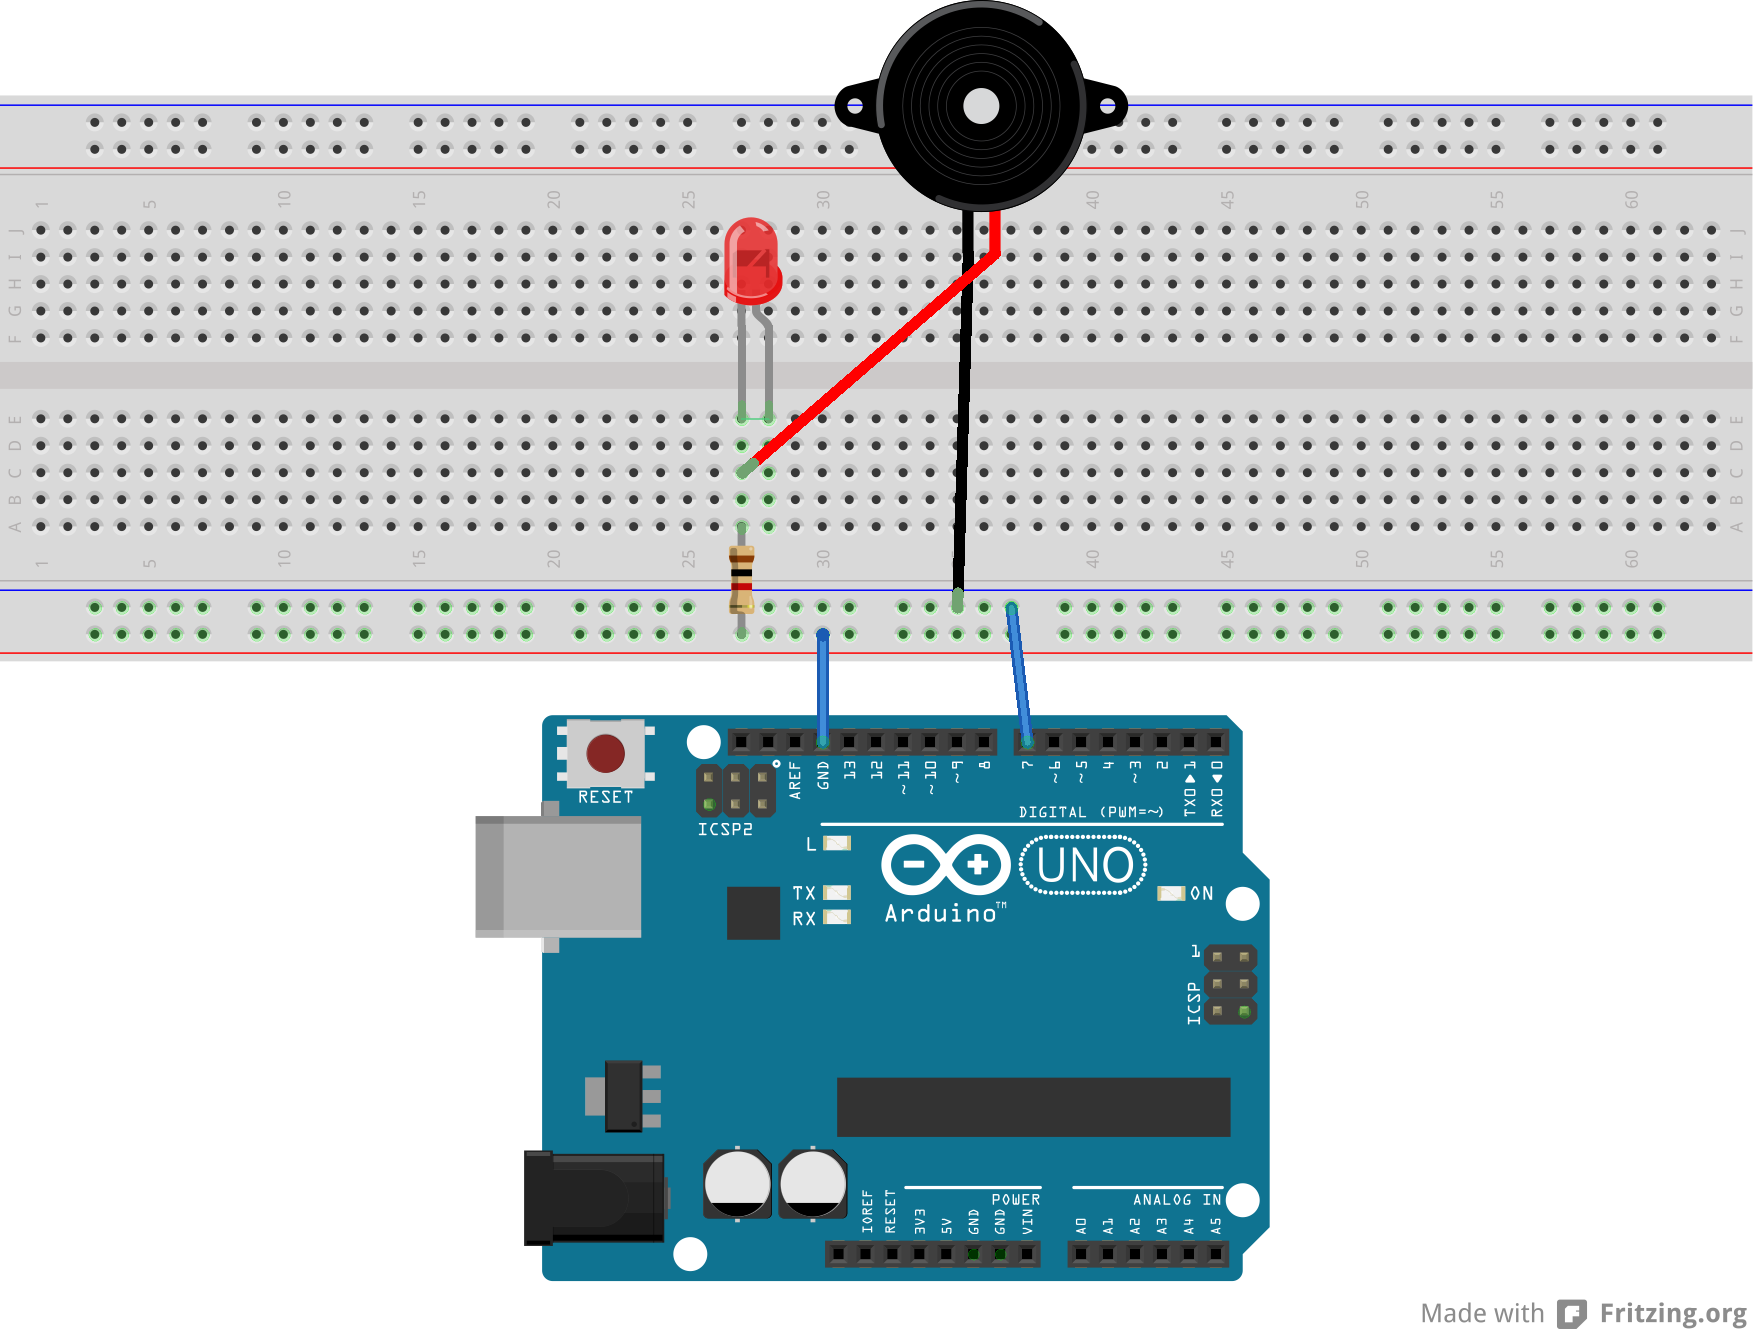 1 5 10 15 20 25 30 40 45 50 55 60
J J
I I
H H
G G
F F
E E
D D
C C
B B
A A
1 5 10 15 20 25 30 40 45 50 55 60
RESET
ICSP2
AREF
GND
13
12
~11
~10
~9
8
7
~6
~5
4
~3
2
TX0▶1
RX0◀0
DIGITAL (PWM=~)
L
TX
RX
UNO
Arduino™
ON
1
ICSP
POWER
ANALOG IN
IOREF
RESET
3V3
5V
GND
GND
VIN
A0
A1
A2
A3
A4
A5
Made with Fritzing.org